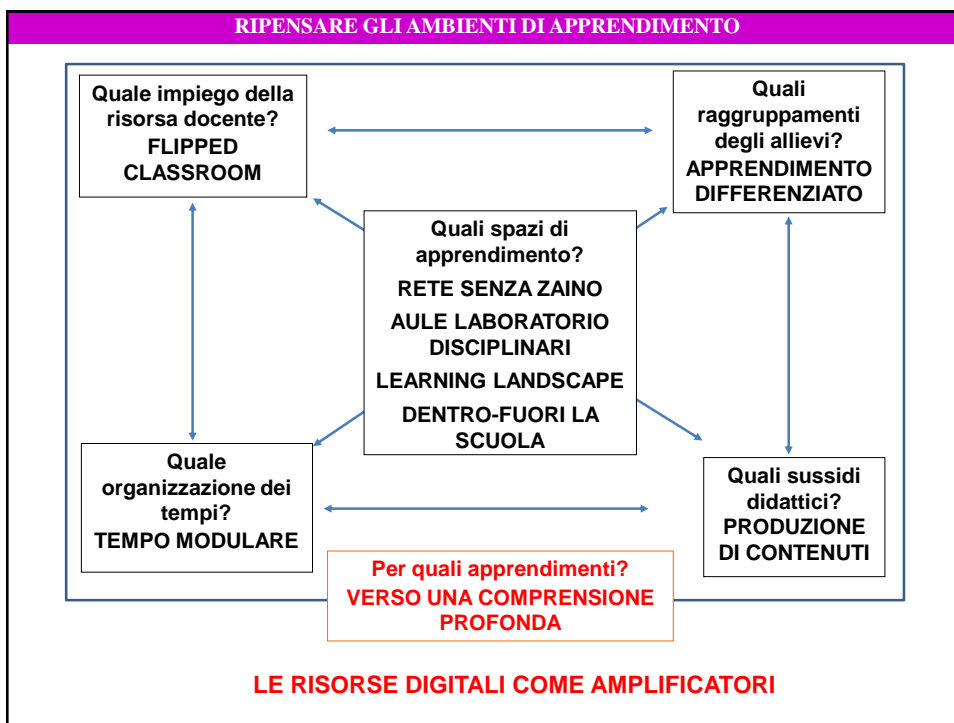 RIPENSARE GLI AMBIENTI DI APPRENDIMENTO
Quale impiego della
risorsa docente?
FLIPPED
CLASSROOM
Quali
raggruppamenti
degli allievi?
APPRENDIMENTO
DIFFERENZIATO
Quali spazi di
apprendimento?
RETE SENZA ZAINO
AULE LABORATORIO
DISCIPLINARI
LEARNING LANDSCAPE
DENTRO-FUORI LA
SCUOLA
Quale
organizzazione dei
tempi?
TEMPO MODULARE
Quali sussidi
didattici?
PRODUZIONE
DI CONTENUTI
Per quali apprendimenti?
VERSO UNA COMPRENSIONE
PROFONDA
LE RISORSE DIGITALI COME AMPLIFICATORI